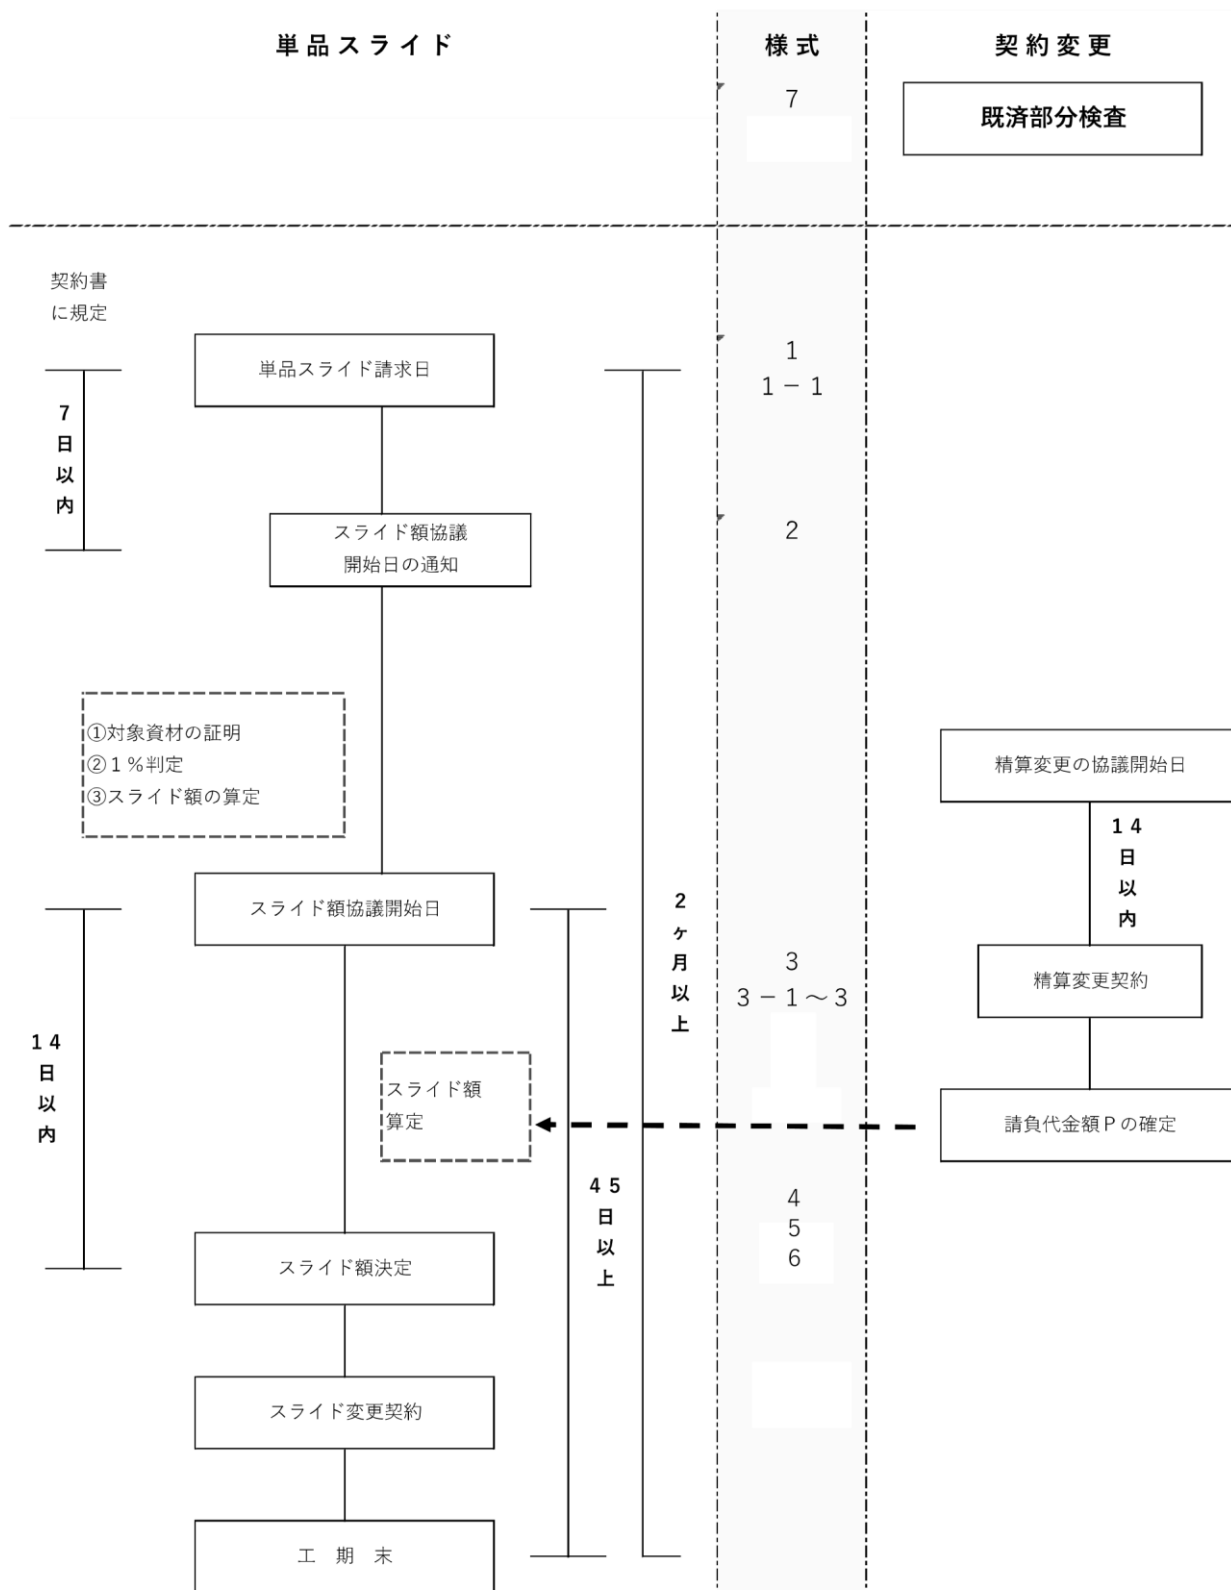 単品スライド
様式
契約変更
7
既済部分検査
契約書
に規定
単品スライド請求日
1
1－1
7日以内
スライド額協議
開始日の通知
2
①対象資材の証明
②１％判定
③スライド額の算定
精算変更の協議開始日
14日以内
スライド額協議開始日
2ヶ月以上
3
3－1～3
精算変更契約
14日以内
スライド額
算定
請負代金額Ｐの確定
45日以上
4
5
6
スライド額決定
スライド変更契約
工　期　末